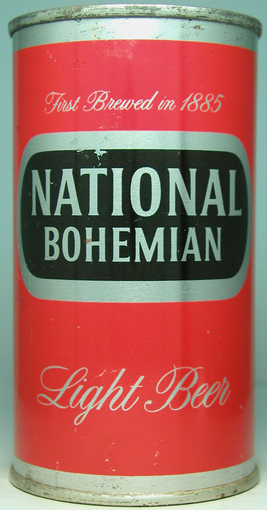 First Brewed in 1885
NATIONAL
BOHEMIAN
Light Beer